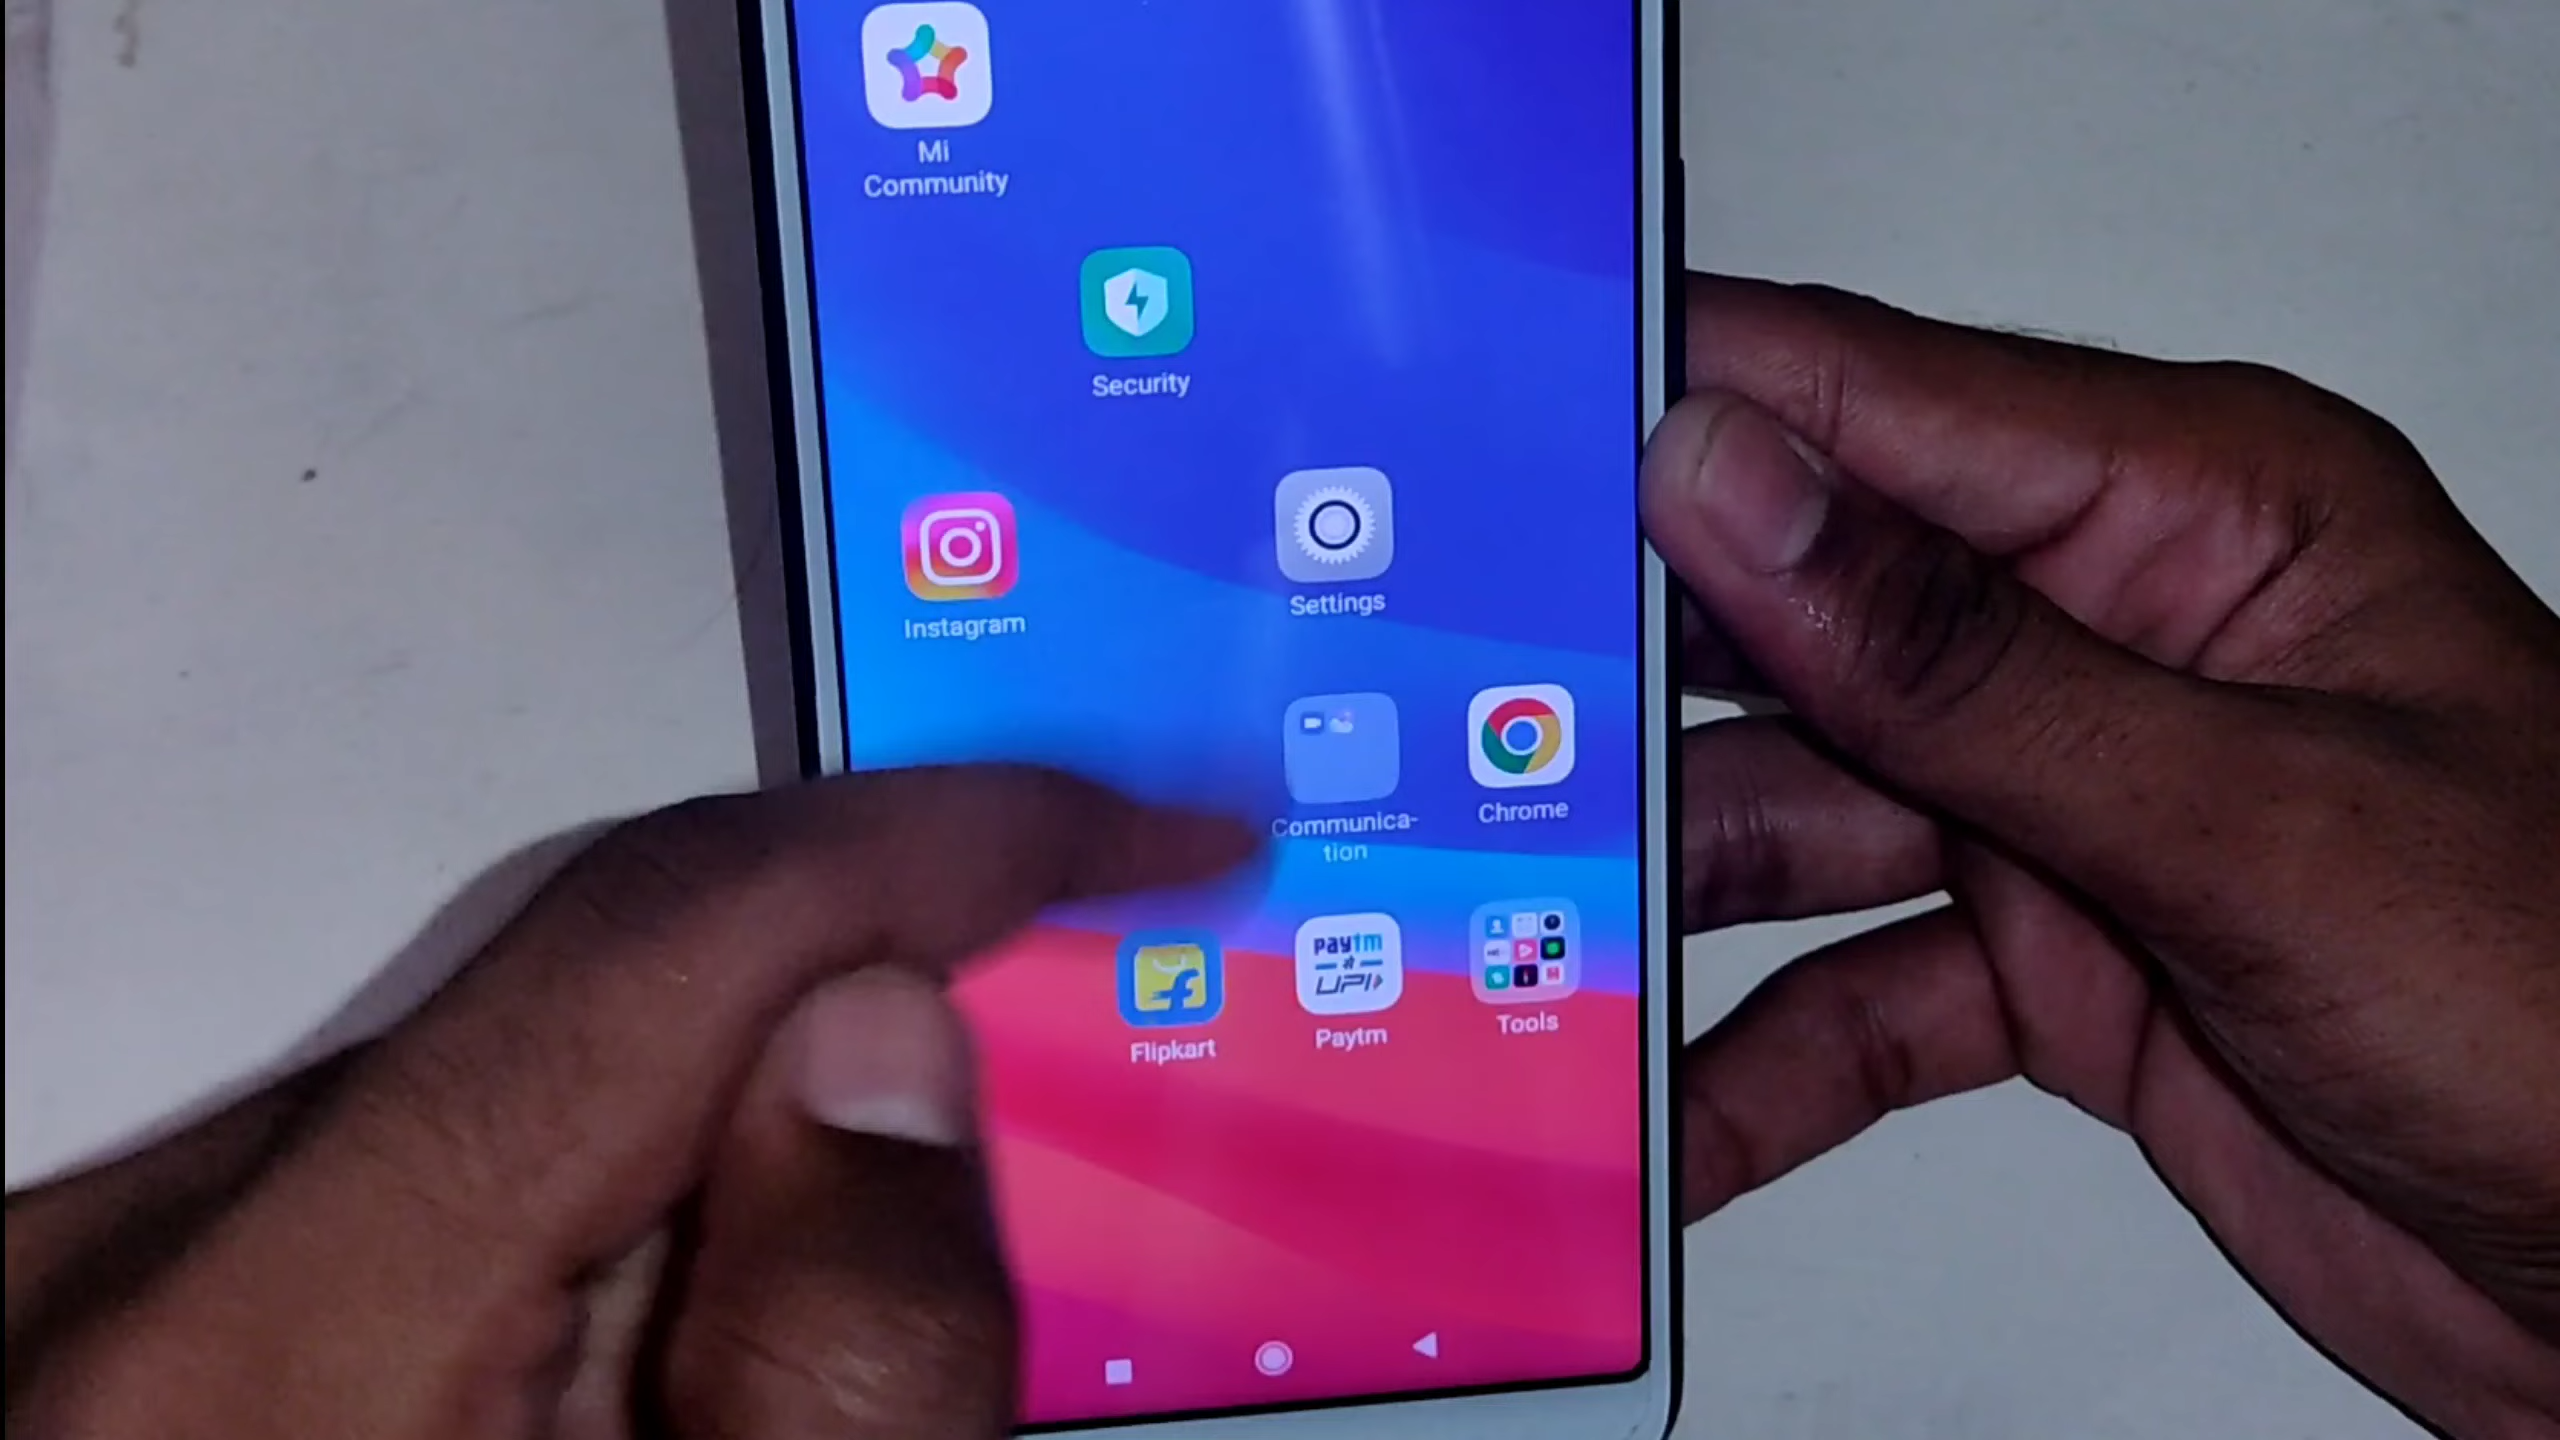 Mi
Community
Security
Instagram
Settings
Communica-
tion
Chrome
Flipkart
paytm
से
UPI
Paytm
Tools